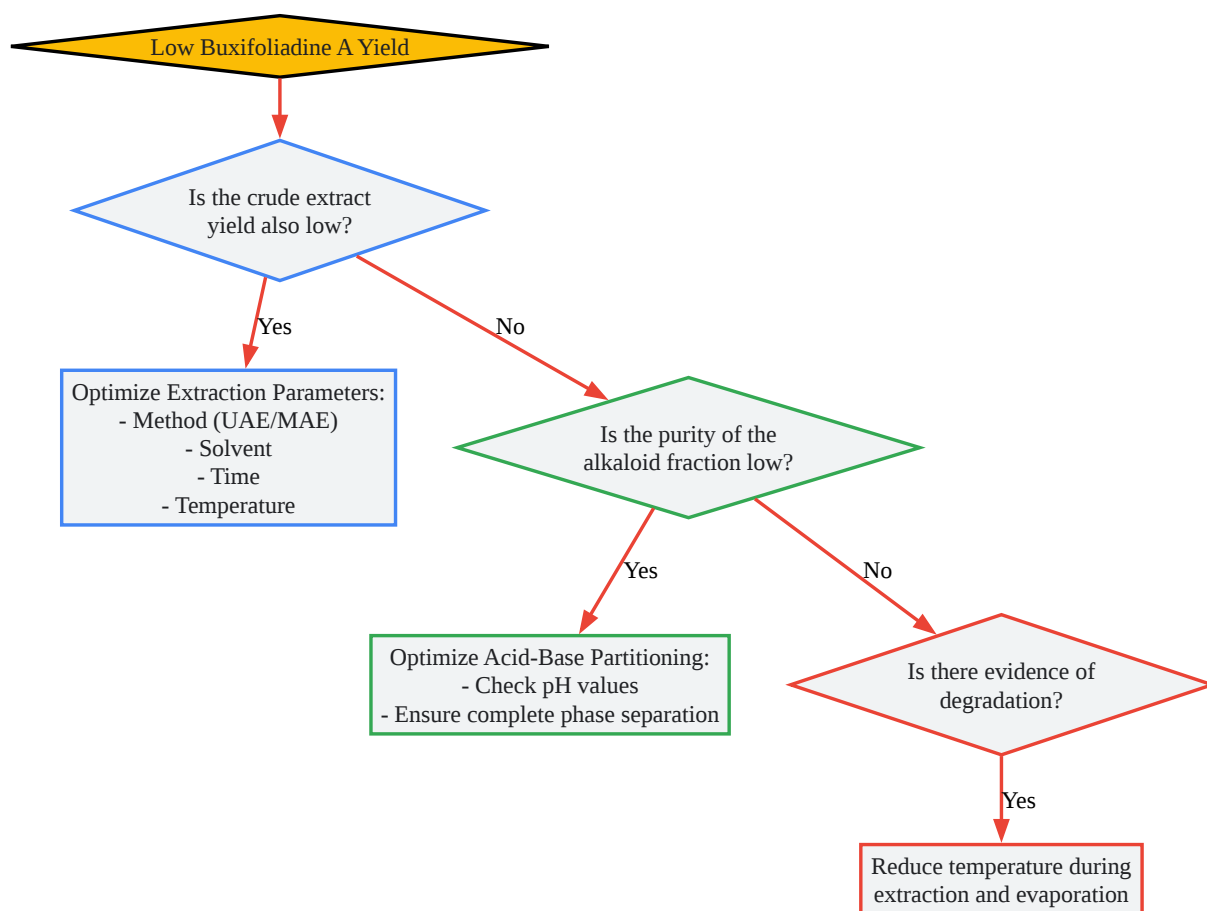 Low Buxifoliadine A Yield
Is the crude extract
yield also low?
Yes
No
Optimize Extraction Parameters:
- Method (UAE/MAE)
- Solvent
- Time
- Temperature
Is the purity of the
alkaloid fraction low?
Yes
No
Optimize Acid-Base Partitioning:
- Check pH values
- Ensure complete phase separation
Is there evidence of
degradation?
Yes
Reduce temperature during
extraction and evaporation